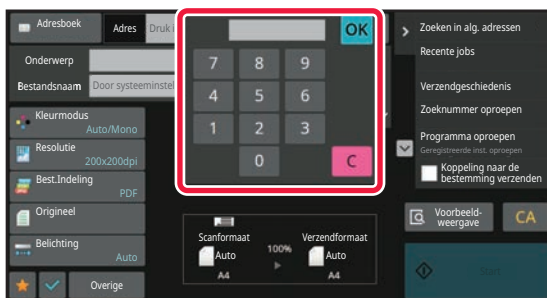 Adresboek
Adres
Druk
OK
Zoeken in alg. adressen
Recente jobs
Onderwerp
Bestandsnaam
Door systeeminstel
7 8 9
4 5 6
1 2 3
0 C
Verzendgeschiedenis
Zoeknummer oproepen
Programma oproepen
Geregistreerde inst. oproepen
Koppeling naar de
bestemming verzenden
Kleurmodus
Auto/Mono
Resolutie
200x200dpi
Best.Indeling
PDF
Origineel
Belichting
Auto
Overige
Scanformaat
Auto
A4
100%
Verzendformaat
Auto
A4
Voorbeeld-
weergave
CA
Start